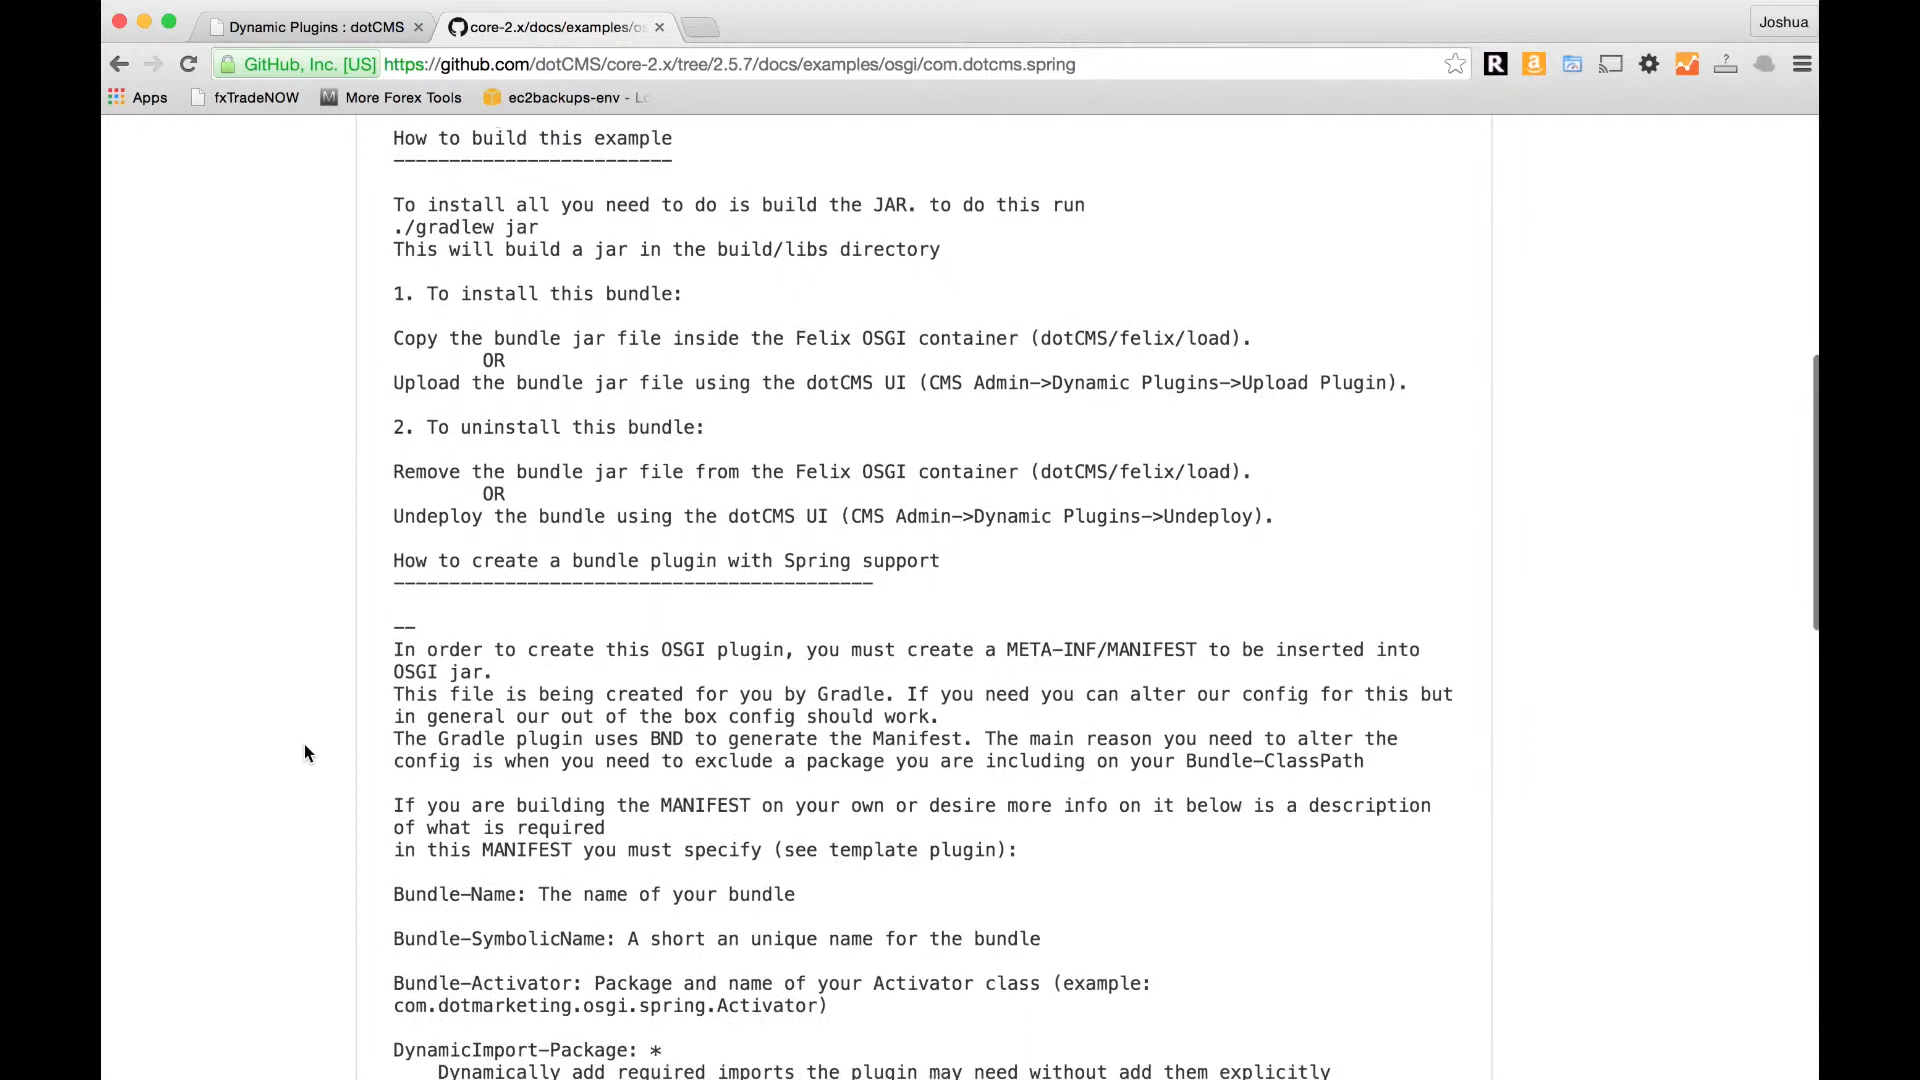 Dynamic Plugins : dotCMS
core-2.x/docs/examples/os
Joshua
GitHub, Inc. [US] https://github.com/dotCMS/core-2.x/tree/2.5.7/docs/examples/osgi/com.dotcms.spring
Apps fxTradeNOW More Forex Tools ec2backups-env - Lo
How to build this example
-------------------------
To install all you need to do is build the JAR. to do this run
./gradlew jar
This will build a jar in the build/libs directory
1. To install this bundle:
Copy the bundle jar file inside the Felix OSGI container (dotCMS/felix/load).
OR
Upload the bundle jar file using the dotCMS UI (CMS Admin->Dynamic Plugins->Upload Plugin).
2. To uninstall this bundle:
Remove the bundle jar file from the Felix OSGI container (dotCMS/felix/load).
OR
Undeploy the bundle using the dotCMS UI (CMS Admin->Dynamic Plugins->Undeploy).
How to create a bundle plugin with Spring support
-------------------------------------------
--
In order to create this OSGI plugin, you must create a META-INF/MANIFEST to be inserted into
OSGI jar.
This file is being created for you by Gradle. If you need you can alter our config for this but
in general our out of the box config should work.
The Gradle plugin uses BND to generate the Manifest. The main reason you need to alter the
config is when you need to exclude a package you are including on your Bundle-ClassPath
If you are building the MANIFEST on your own or desire more info on it below is a description
of what is required
in this MANIFEST you must specify (see template plugin):
Bundle-Name: The name of your bundle
Bundle-SymbolicName: A short an unique name for the bundle
Bundle-Activator: Package and name of your Activator class (example:
com.dotmarketing.osgi.spring.Activator)
DynamicImport-Package: *
Dynamically add required imports the plugin may need without add them explicitly